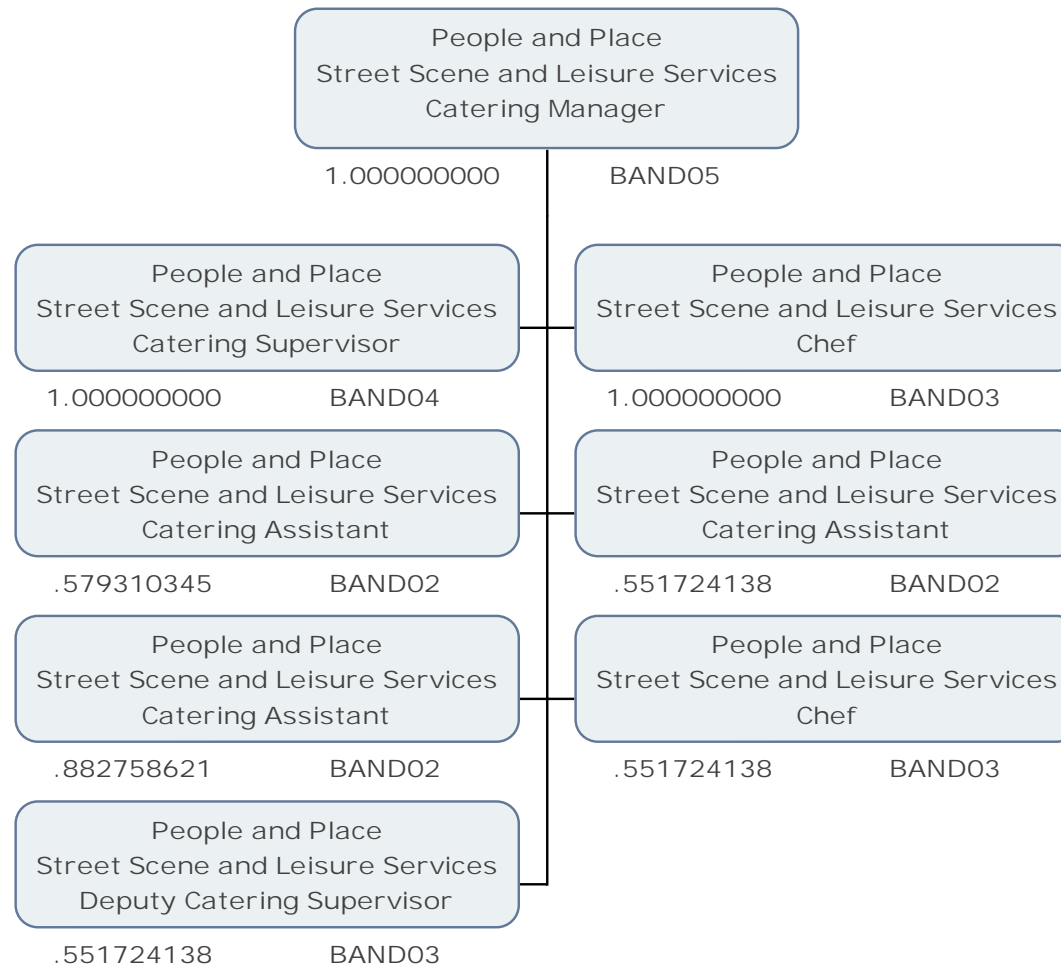 People and Place
Street Scene and Leisure Services
Catering Manager
1.000000000 BAND05
People and Place
Street Scene and Leisure Services
Catering Supervisor
1.000000000 BAND04
People and Place
Street Scene and Leisure Services
Chef
1.000000000 BAND03
People and Place
Street Scene and Leisure Services
Catering Assistant
.579310345 BAND02
People and Place
Street Scene and Leisure Services
Catering Assistant
.551724138 BAND02
People and Place
Street Scene and Leisure Services
Catering Assistant
.882758621 BAND02
People and Place
Street Scene and Leisure Services
Chef
.551724138 BAND03
People and Place
Street Scene and Leisure Services
Deputy Catering Supervisor
.551724138 BAND03